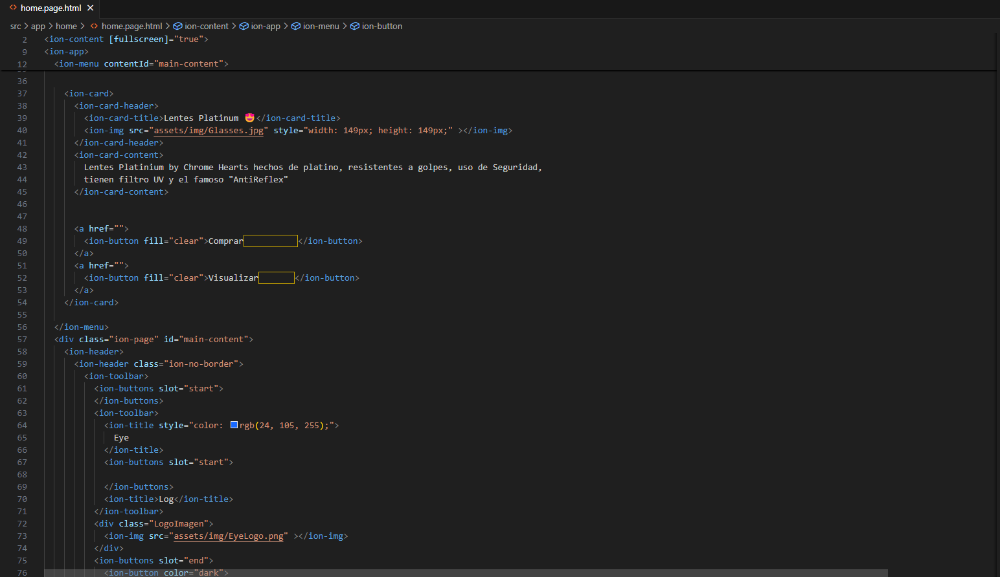 home.page.html
src > app > home > home.page.html > ion-content > ion-app > ion-menu > ion-button
2 <ion-content [fullscreen]="true">
9 <ion-app>
12 <ion-menu contentId="main-content">
36
37 <ion-card>
38 <ion-card-header>
39 <ion-card-title>Lentes Platinum 😍</ion-card-title>
40 <ion-img src="assets/img/Glasses.jpg" style="width: 149px; height: 149px;" ></ion-img>
41 </ion-card-header>
42 <ion-card-content>
43 Lentes Platinium by Chrome Hearts hechos de platino, resistentes a golpes, uso de Seguridad,
44 tienen filtro UV y el famoso "AntiReflex"
45 </ion-card-content>
46
47
48 <a href="">
49 <ion-button fill="clear">Comprar</ion-button>
50 </a>
51 <a href="">
52 <ion-button fill="clear">Visualizar</ion-button>
53 </a>
54 </ion-card>
55
56 </ion-menu>
57 <div class="ion-page" id="main-content">
58 <ion-header>
59 <ion-header class="ion-no-border">
60 <ion-toolbar>
61 <ion-buttons slot="start">
62 </ion-buttons>
63 <ion-toolbar>
64 <ion-title style="color: rgb(24, 105, 255);">
65 Eye
66 </ion-title>
67 <ion-buttons slot="start">
68
69 </ion-buttons>
70 <ion-title>Log</ion-title>
71 </ion-toolbar>
72 <div class="LogoImagen">
73 <ion-img src="assets/img/EyeLogo.png" ></ion-img>
74 </div>
75 <ion-buttons slot="end">
76 <ion-button color="dark">